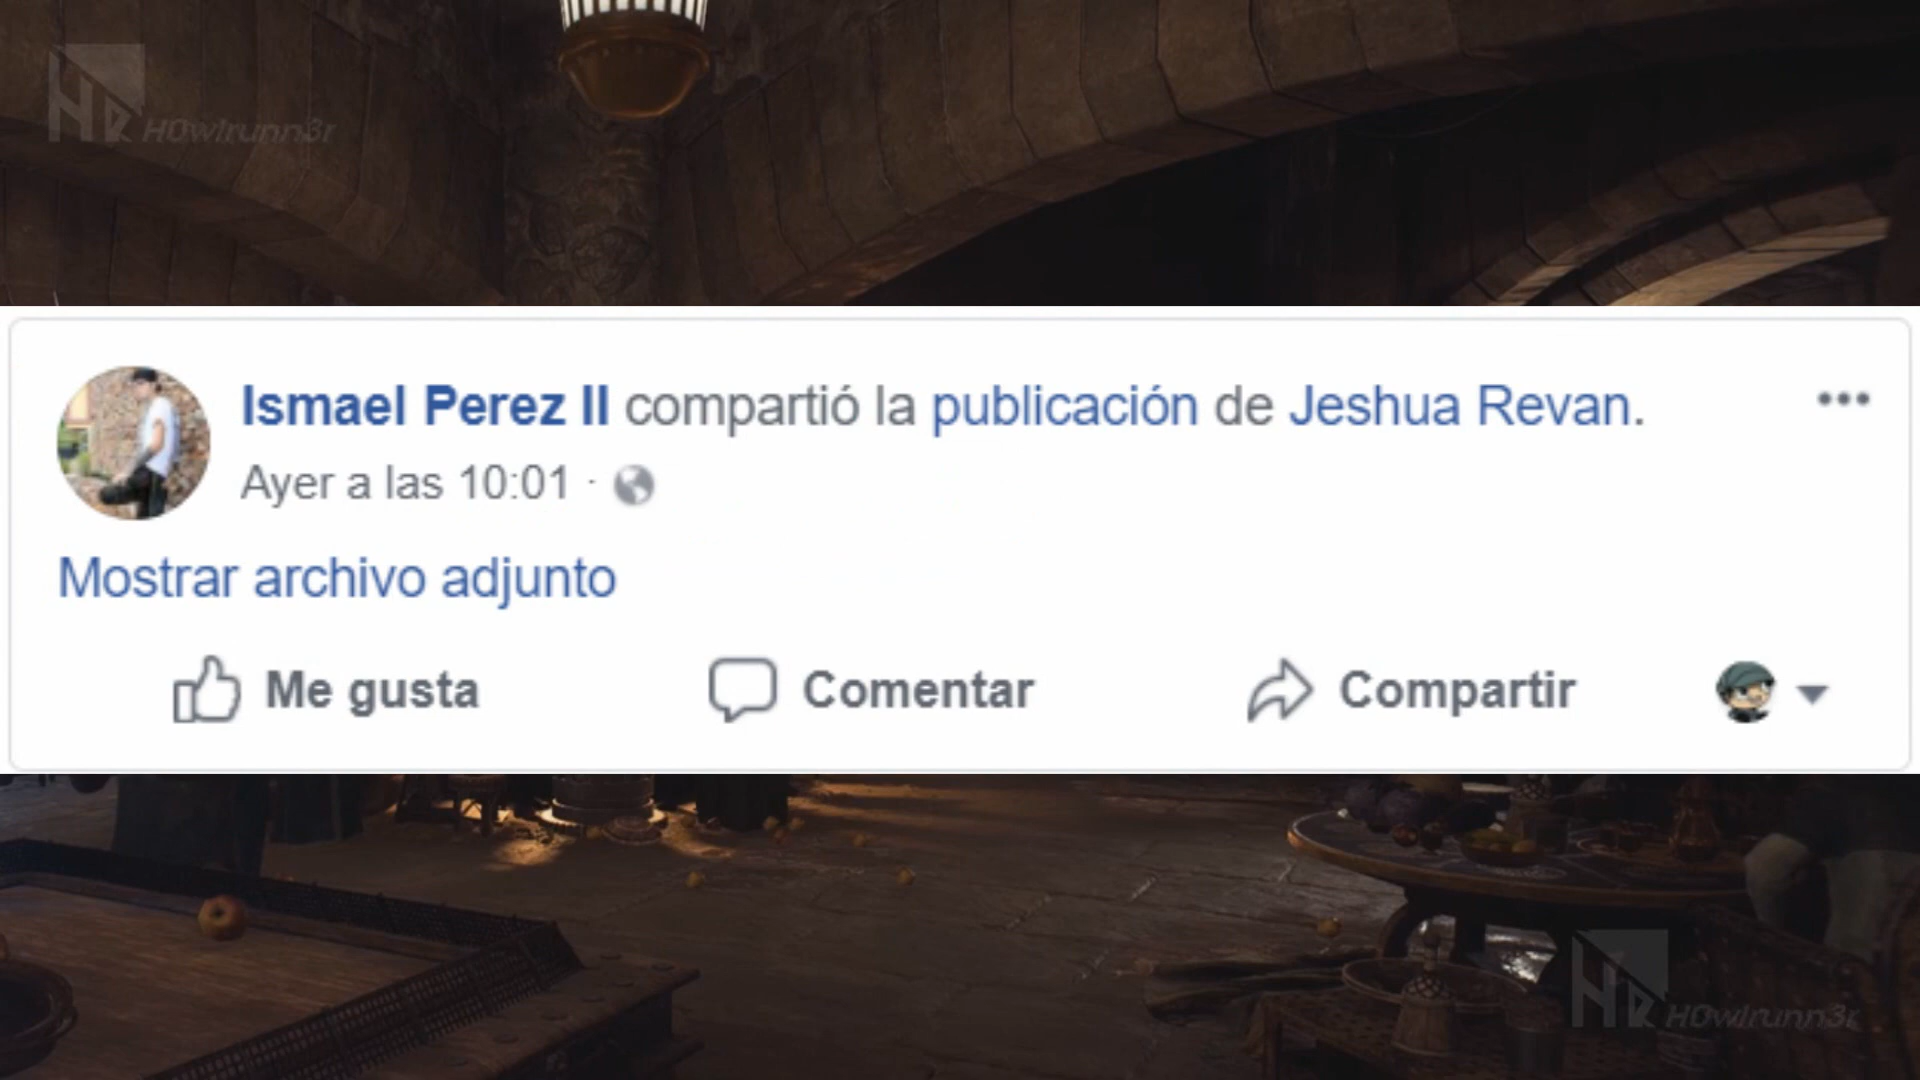 H0wlrunn3r
Ismael Perez II compartió la publicación de Jeshua Revan.
Ayer a las 10:01 ·
Mostrar archivo adjunto
Me gusta
Comentar
Compartir
H0wlrunn3r